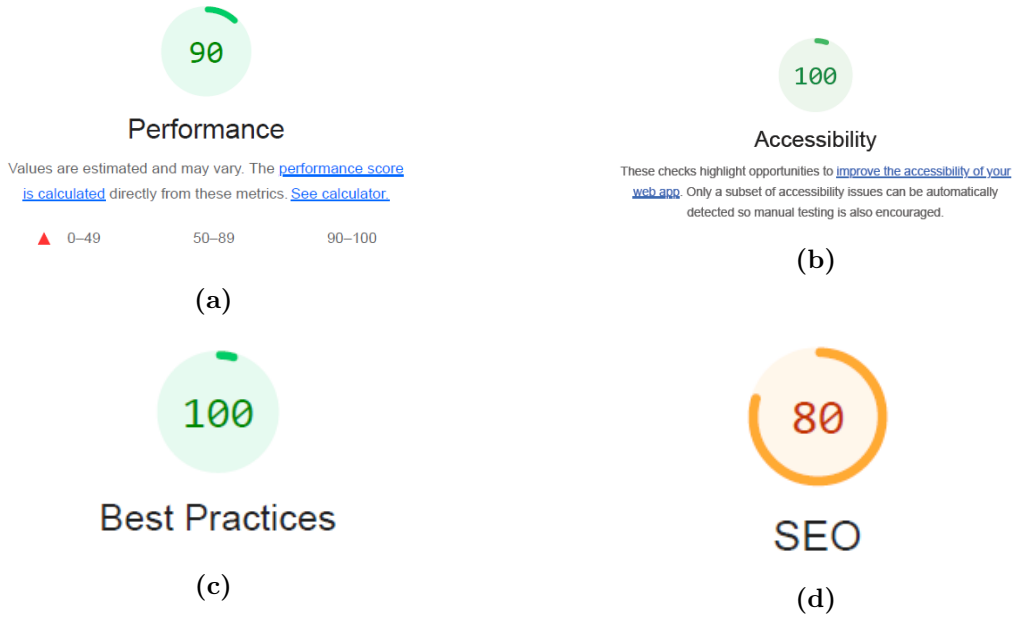 90
Performance
Values are estimated and may vary. The performance score
is calculated directly from these metrics. See calculator.
0–49 50–89 90–100
(a)
100
Accessibility
These checks highlight opportunities to improve the accessibility of your
web app. Only a subset of accessibility issues can be automatically
detected so manual testing is also encouraged.
(b)
100
Best Practices
(c)
80
SEO
(d)